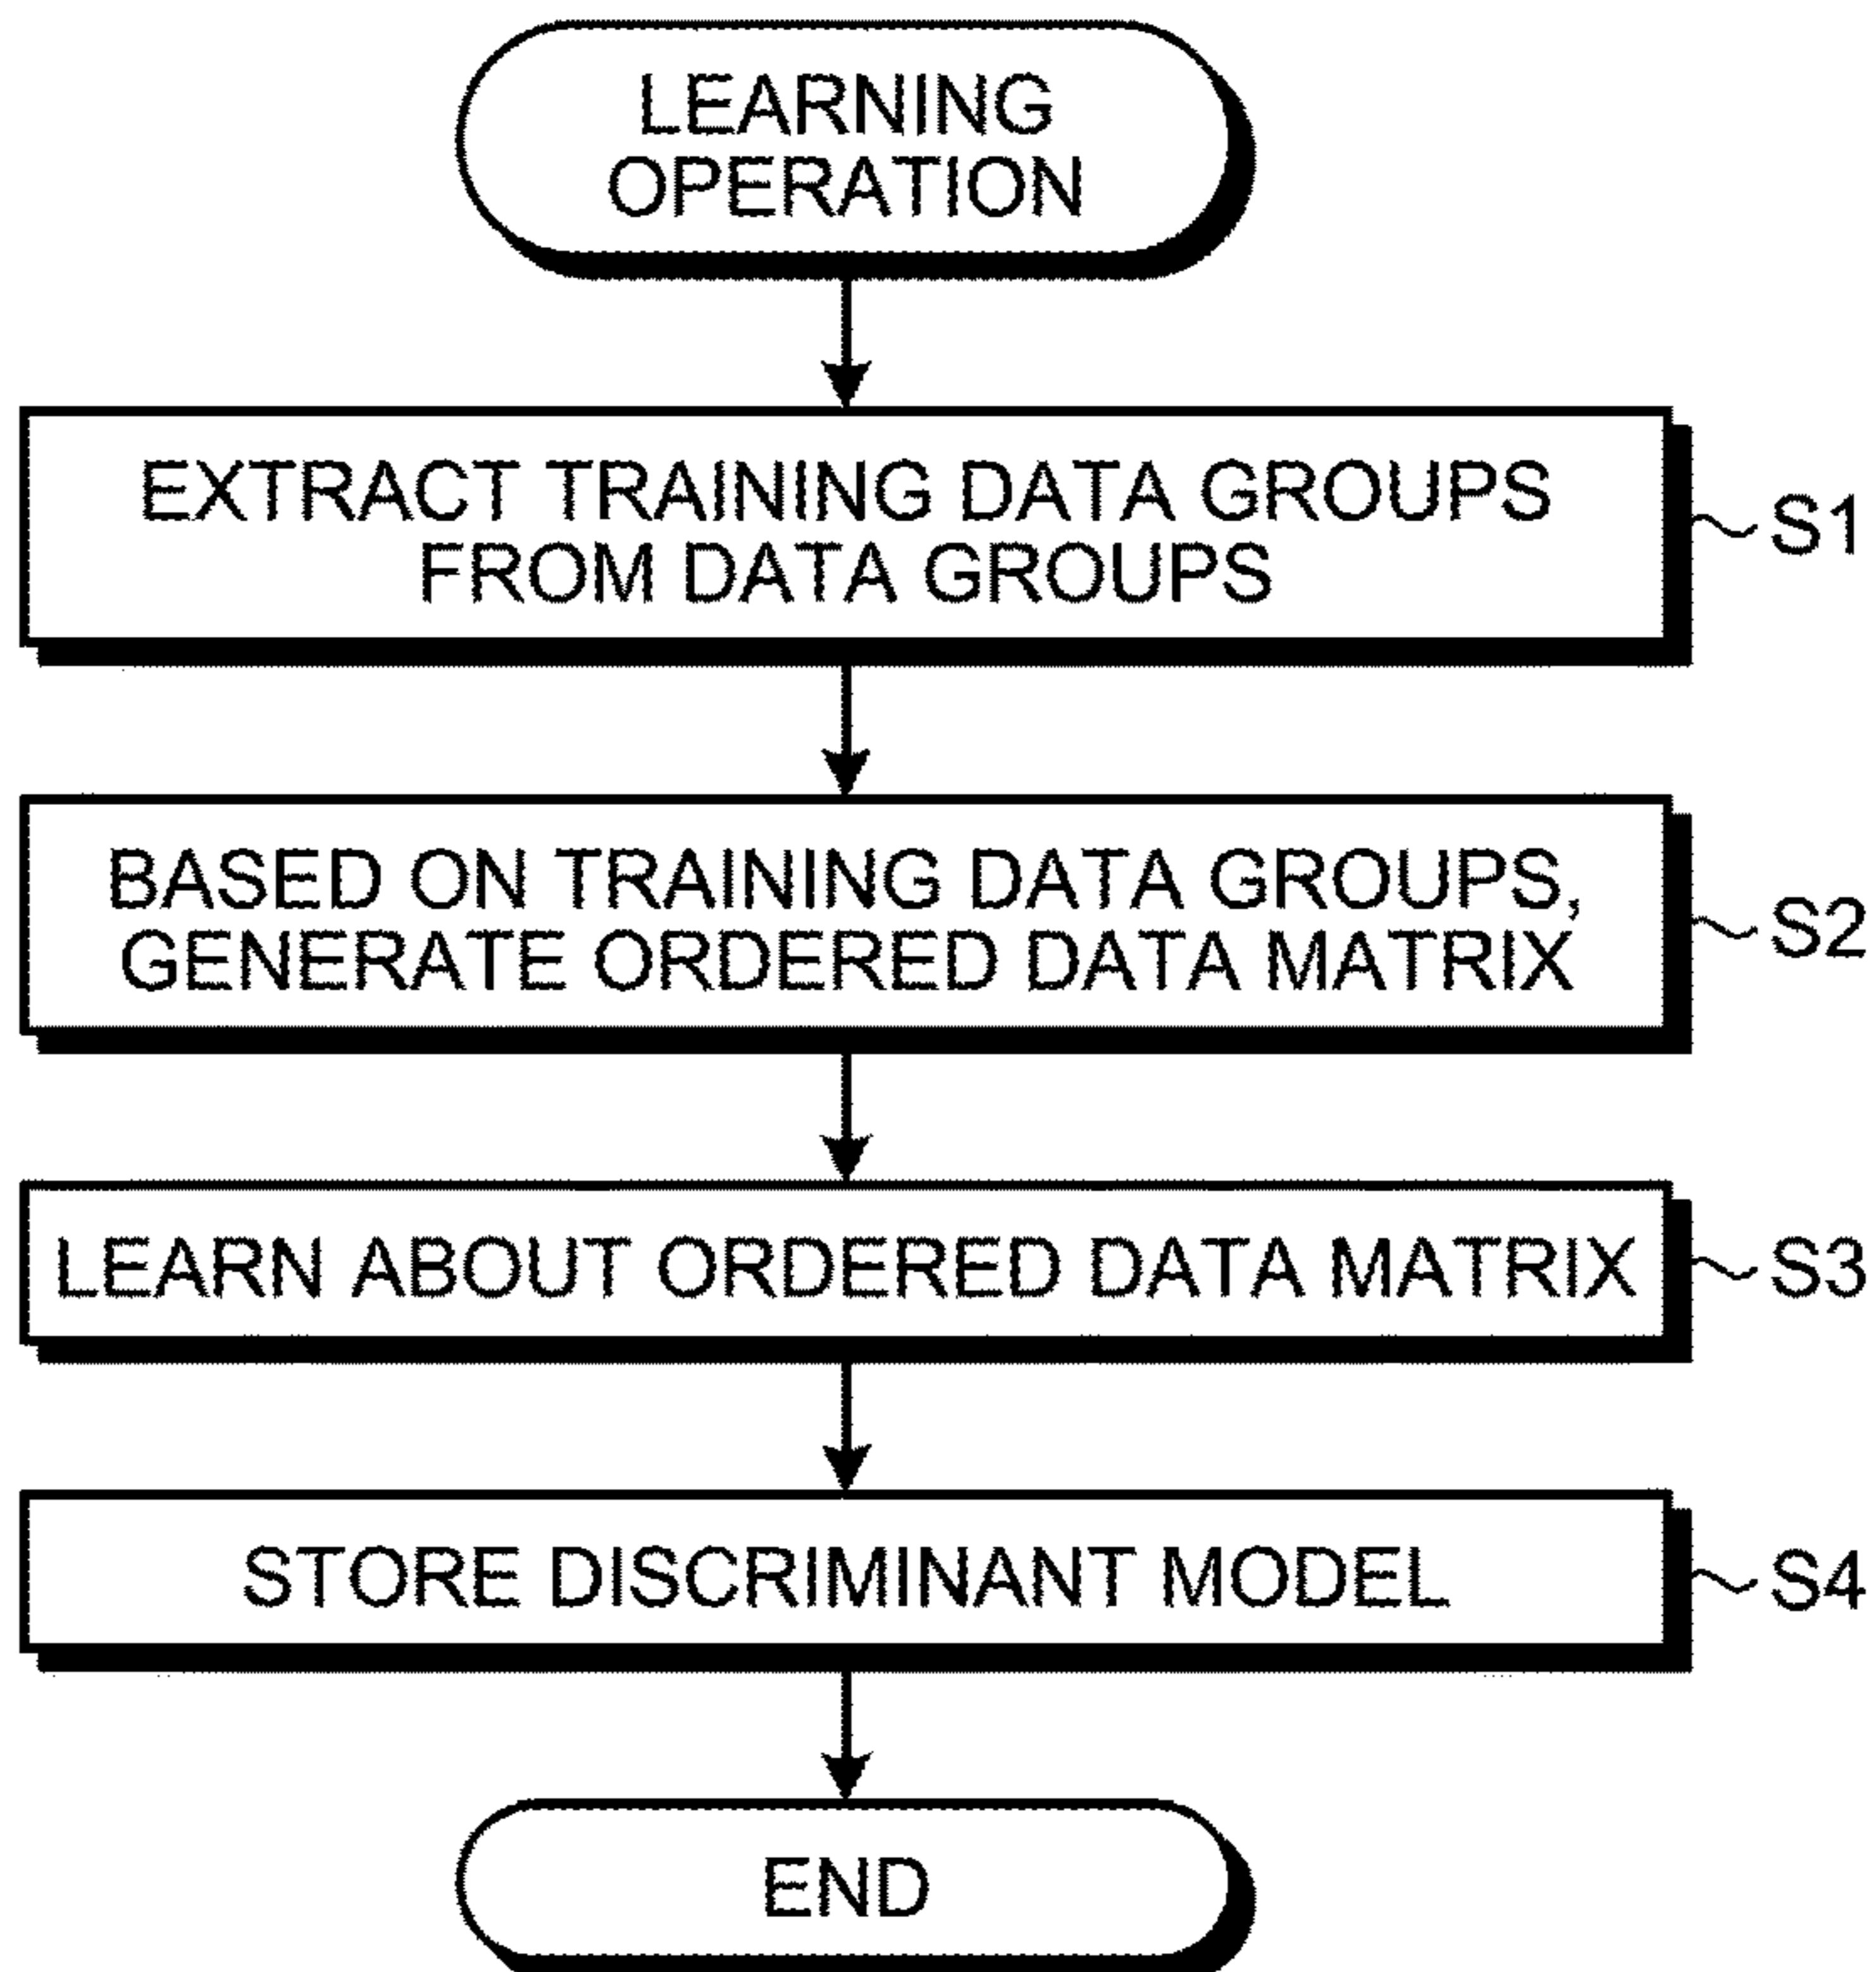 LEARNING
OPERATION
EXTRACT TRAINING DATA GROUPS
FROM DATA GROUPS
S1
BASED ON TRAINING DATA GROUPS,
GENERATE ORDERED DATA MATRIX
S2
LEARN ABOUT ORDERED DATA MATRIX
S3
STORE DISCRIMINANT MODEL
S4
END